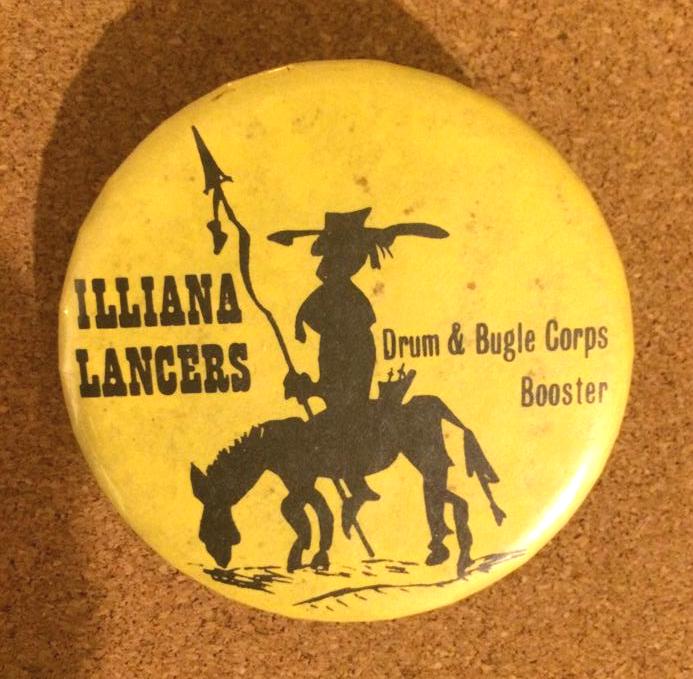 ILLIANA
LANCERS
Drum & Bugle Corps
Booster